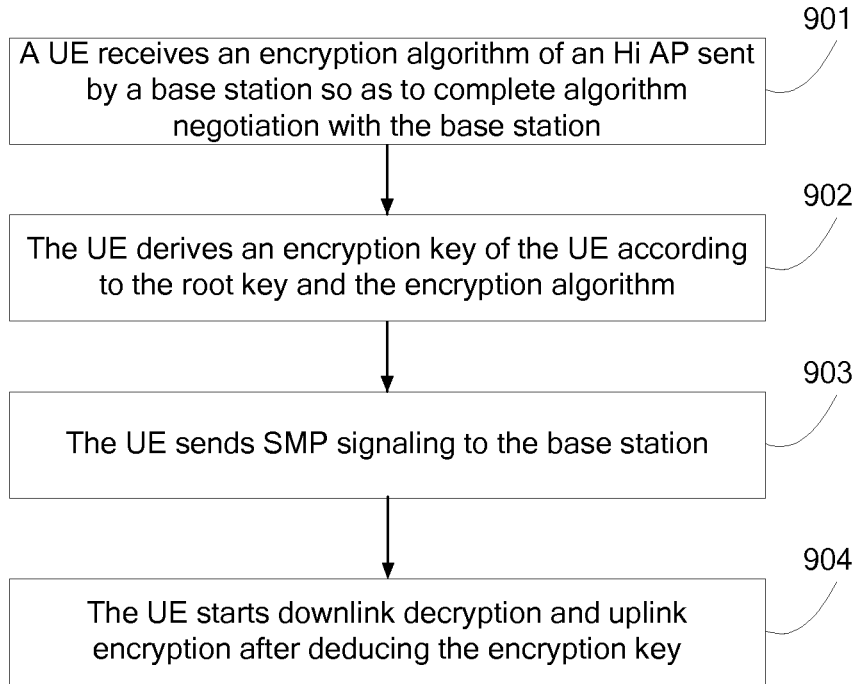 901
A UE receives an encryption algorithm of an Hi AP sent
by a base station so as to complete algorithm
negotiation with the base station
902
The UE derives an encryption key of the UE according
to the root key and the encryption algorithm
903
The UE sends SMP signaling to the base station
904
The UE starts downlink decryption and uplink
encryption after deducing the encryption key